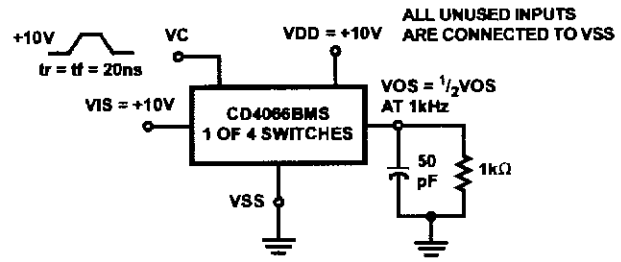 ALL UNUSED INPUTS
ARE CONNECTED TO VSS
+10V
tr = tf = 20ns
VC
VDD = +10V
VIS = +10V
CD4066BMS
1 OF 4 SWITCHES
VOS = 1/2VOS
AT 1kHz
50
pF
1kΩ
VSS